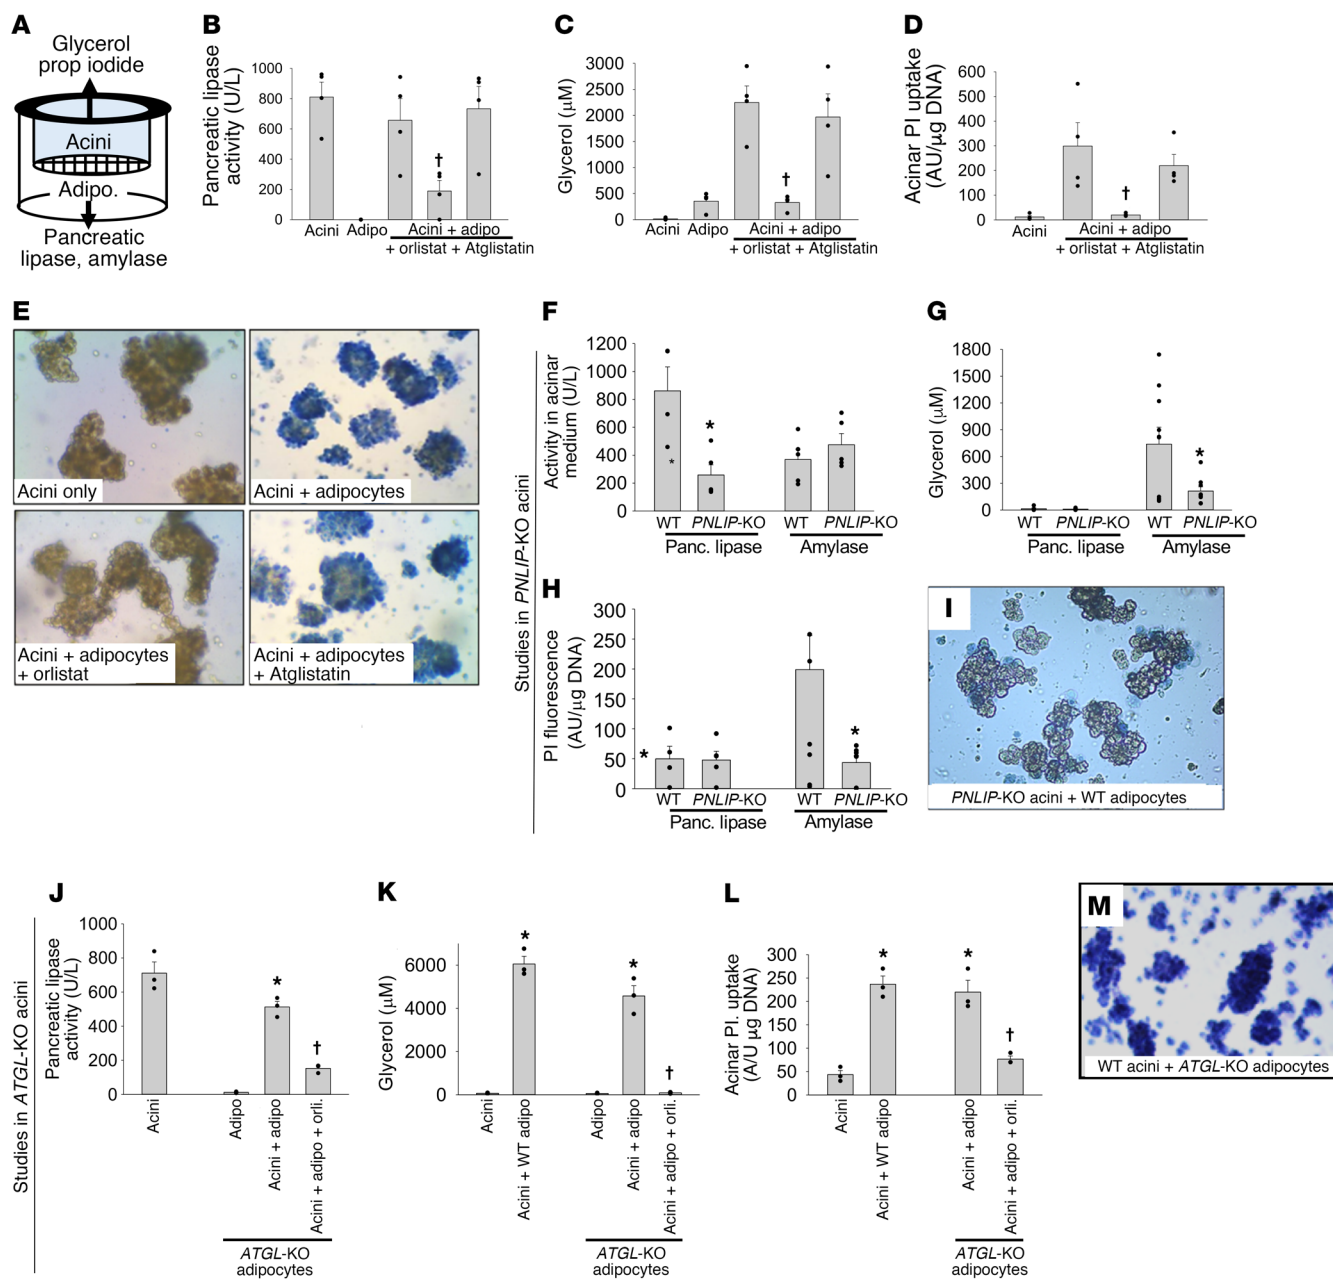 A
Glycerol
prop iodide
Acini
Adipo.
Pancreatic
lipase, amylase
B
Pancreatic lipase
activity (U/L)
1000
800
600
400
200
0
†
Acini Adipo Acini + adipo
+ orlistat + Atglistatin
C
Glycerol (μM)
3000
2500
2000
1500
1000
500
0
†
Acini Adipo Acini + adipo
+ orlistat + Atglistatin
D
Acinar PI uptake
(AU/μg DNA)
600
500
400
300
200
100
0
†
Acini Acini + adipo
+ orlistat + Atglistatin
E
Acini only
Acini + adipocytes
Acini + adipocytes
+ orlistat
Acini + adipocytes
+ Atglistatin
Studies in PNLIP-KO acini
F
Activity in acinar
medium (U/L)
1200
1000
800
600
400
200
0
*
*
WT PNLIP-KO WT PNLIP-KO
Panc. lipase Amylase
G
Glycerol (μM)
1800
1500
1200
900
600
300
0
*
WT PNLIP-KO WT PNLIP-KO
Panc. lipase Amylase
H
PI fluorescence
(AU/μg DNA)
300
250
200
150
100
50
0
*
*
WT PNLIP-KO WT PNLIP-KO
Panc. lipase Amylase
I
PNLIP-KO acini + WT adipocytes
Studies in ATGL-KO acini
J
Pancreatic lipase
activity (U/L)
1000
800
600
400
200
0
*
†
Acini
Adipo
Acini + adipo
Acini + adipo + orli.
ATGL-KO
adipocytes
K
Glycerol (μM)
6000
4000
2000
0
*
*
†
Acini
Acini + WT adipo
Adipo
Acini + adipo
Acini + adipo + orli.
ATGL-KO
adipocytes
L
Acinar PI. uptake
(A/U μg DNA)
300
250
200
150
100
50
0
*
*
†
Acini
Acini + WT adipo
Acini + adipo
Acini + adipo + orli.
ATGL-KO
adipocytes
M
WT acini + ATGL-KO adipocytes